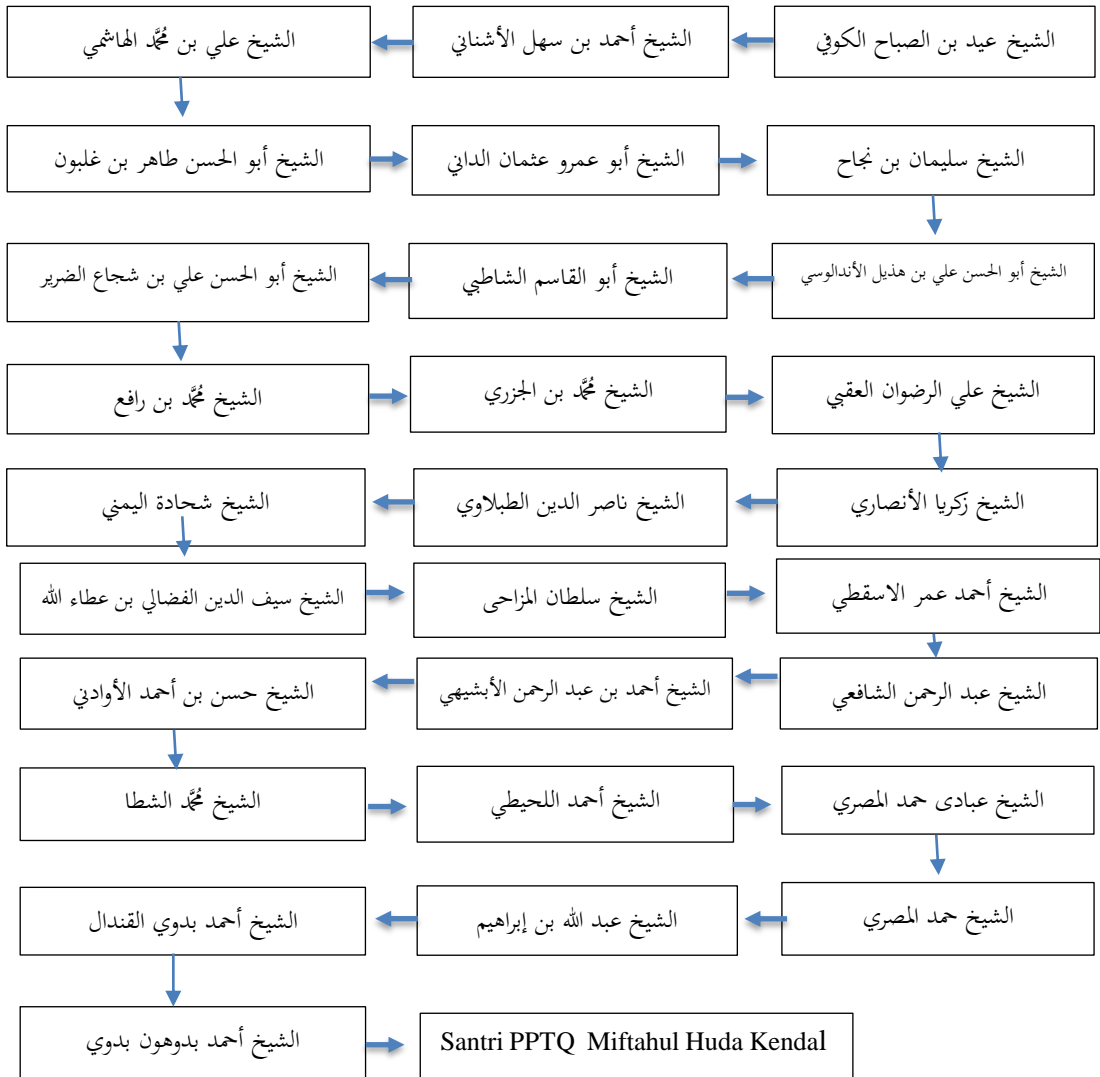 الشيخ عيد بن الصباح الكوفي
الشيخ أحمد بن سهل الأشناني
الشيخ علي بن مُحَمَّد الهاشمي
الشيخ أبو الحسن طاهر بن غلبون
الشيخ أبو عمرو عثمان الداني
الشيخ سليمان بن نجاح
الشيخ أبو الحسن علي بن هذيل الأندالوسي
الشيخ أبو القاسم الشاطبي
الشيخ أبو الحسن علي بن شجاع الضرير
الشيخ مُحَمَّد بن رافع
الشيخ مُحَمَّد بن الجزري
الشيخ علي الرضوان العقبي
الشيخ زكريا الأنصاري
الشيخ ناصر الدين الطبلاوي
الشيخ شحادة اليمني
الشيخ سيف الدين الفضالي بن عطاء الله
الشيخ سلطان المزاحى
الشيخ أحمد عمر الاسقطي
الشيخ عبد الرحمن الشافعي
الشيخ أحمد بن عبد الرحمن الأبشيهي
الشيخ حسن بن أحمد الأوادني
الشيخ مُحَمَّد الشطا
الشيخ أحمد اللحيطي
الشيخ عبادى حمد المصري
الشيخ حمد المصري
الشيخ عبد الله بن إبراهيم
الشيخ أحمد بدوي القندال
الشيخ أحمد بدوهون بدوي
Santri PPTQ Miftahul Huda Kendal